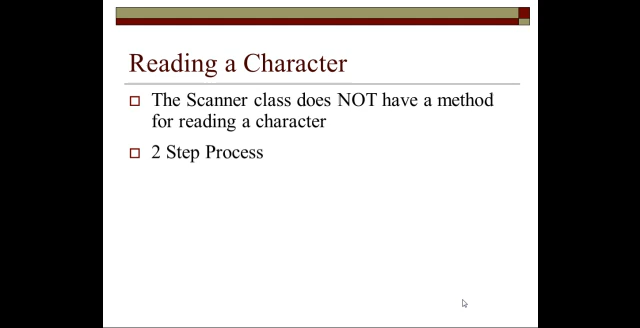 Reading a Character
The Scanner class does NOT have a method
for reading a character
2 Step Process